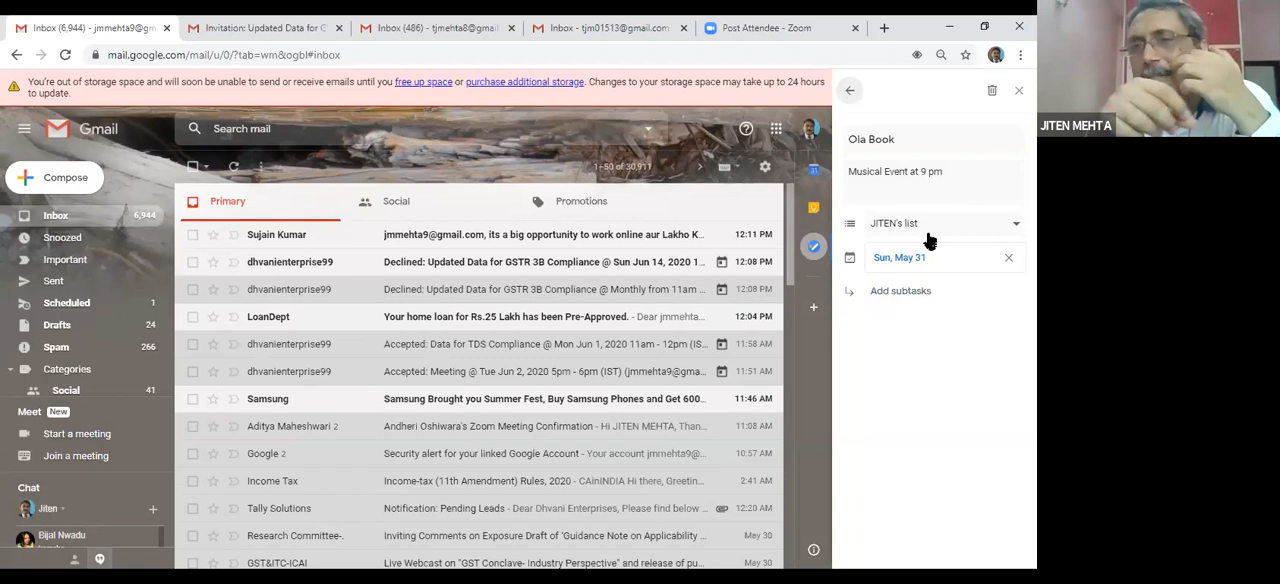 Inbox (6,944) - jmmehta9@gmail
Invitation: Updated Data for G
Inbox (486) - tjmehta8@gmail.com
Inbox - tjm01513@gmail.com
Post Attendee - Zoom
mail.google.com/mail/u/0/?tab=wm&ogbl#inbox
You're out of storage space and will soon be unable to send or receive emails until you free up space or purchase additional storage. Changes to your storage space may take up to 24 hours
to update.
Gmail
Search mail
1-50 of 30,911
Compose
Inbox 6,944
Snoozed
Important
Sent
Scheduled 1
Drafts 24
Spam 266
Categories
Social 41
Meet New
Start a meeting
Join a meeting
Chat
Jiten
Bijal Nwadu
Primary
Social
Promotions
Sujain Kumar jmmehta9@gmail.com, its a big opportunity to work online aur Lakho K... 12:11 PM
dhvanienterprise99 Declined: Updated Data for GSTR 3B Compliance @ Sun Jun 14, 2020 1... 12:08 PM
dhvanienterprise99 Declined: Updated Data for GSTR 3B Compliance @ Monthly from 11am ... 12:08 PM
LoanDept Your home loan for Rs.25 Lakh has been Pre-Approved. - Dear jmmehta... 12:04 PM
dhvanienterprise99 Accepted: Data for TDS Compliance @ Mon Jun 1, 2020 11am - 12pm (IS... 11:58 AM
dhvanienterprise99 Accepted: Meeting @ Tue Jun 2, 2020 5pm - 6pm (IST) (jmmehta9@gma... 11:51 AM
Samsung Samsung Brought you Summer Fest, Buy Samsung Phones and Get 600... 11:46 AM
Aditya Maheshwari 2 Andheri Oshiwara's Zoom Meeting Confirmation - Hi JITEN MEHTA, Than... 11:08 AM
Google 2 Security alert for your linked Google Account - Your account jmmehta9@... 10:57 AM
Income Tax Income-tax (11th Amendment) Rules, 2020 - CAinINDIA Hi there, Greetin... 2:41 AM
Tally Solutions Notification: Pending Leads - Dear Dhvani Enterprises, Please find below ... 12:20 AM
Research Committee-. Inviting Comments on Exposure Draft of 'Guidance Note on Applicability ... May 30
GST&ITC-ICAI Live Webcast on "GST Conclave- Industry Perspective" and release of pu... May 30
31
Ola Book
Musical Event at 9 pm
JITEN's list
Sun, May 31
Add subtasks
JITEN MEHTA